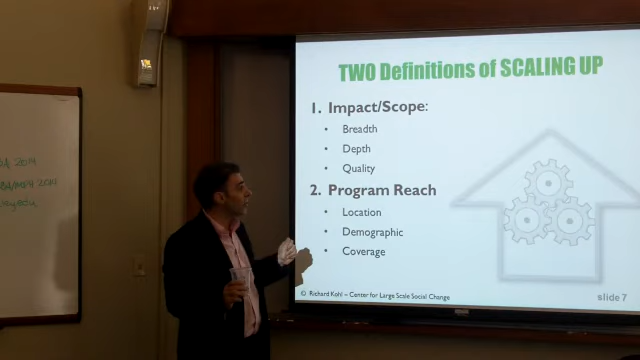 2014
TWO Definitions of SCALING UP
1. Impact/Scope:
• Breadth
• Depth
• Quality
2. Program Reach
• Location
• Demographic
• Coverage
© Richard Kohl – Center for Large Scale Social Change
slide 7